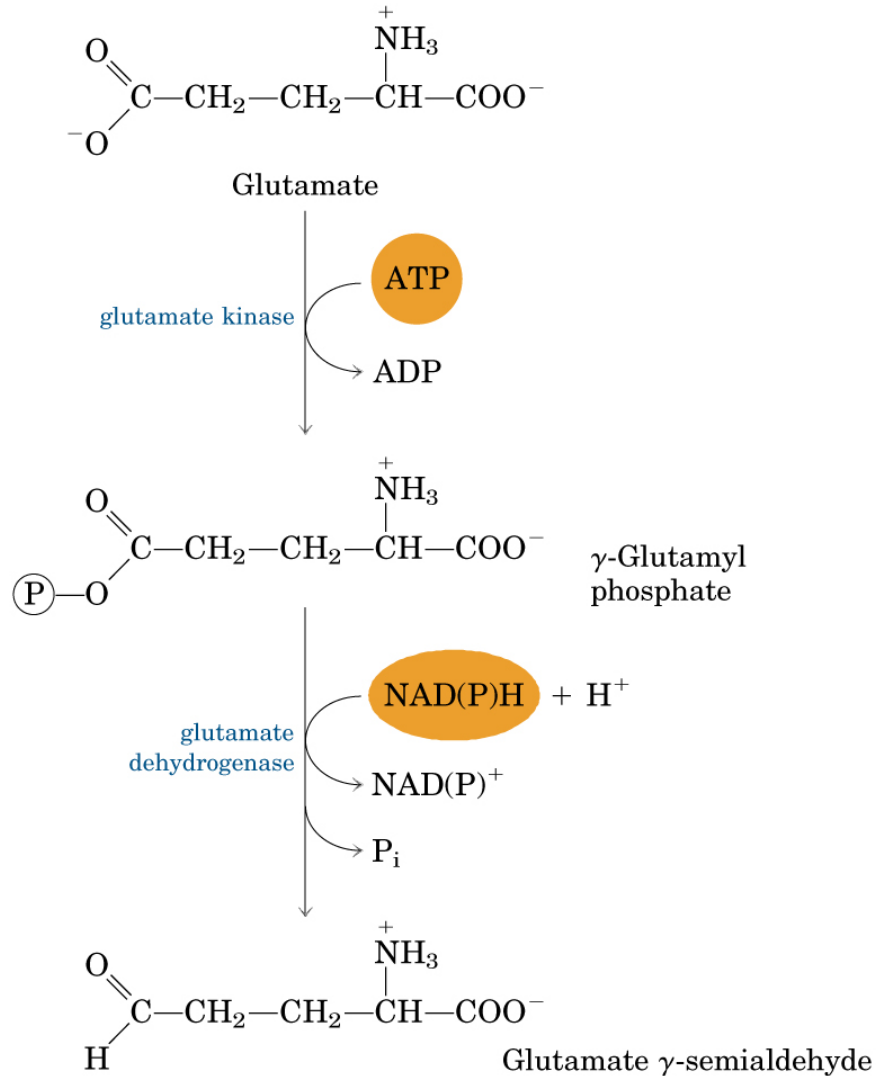 +
NH₃
O
C—CH₂—CH₂—CH—COO⁻
⁻O
Glutamate
ATP
glutamate kinase
ADP
+
NH₃
O
C—CH₂—CH₂—CH—COO⁻
P—O
γ-Glutamyl
phosphate
NAD(P)H + H⁺
glutamate
dehydrogenase
NAD(P)⁺
Pᵢ
+
NH₃
O
C—CH₂—CH₂—CH—COO⁻
H
Glutamate γ-semialdehyde